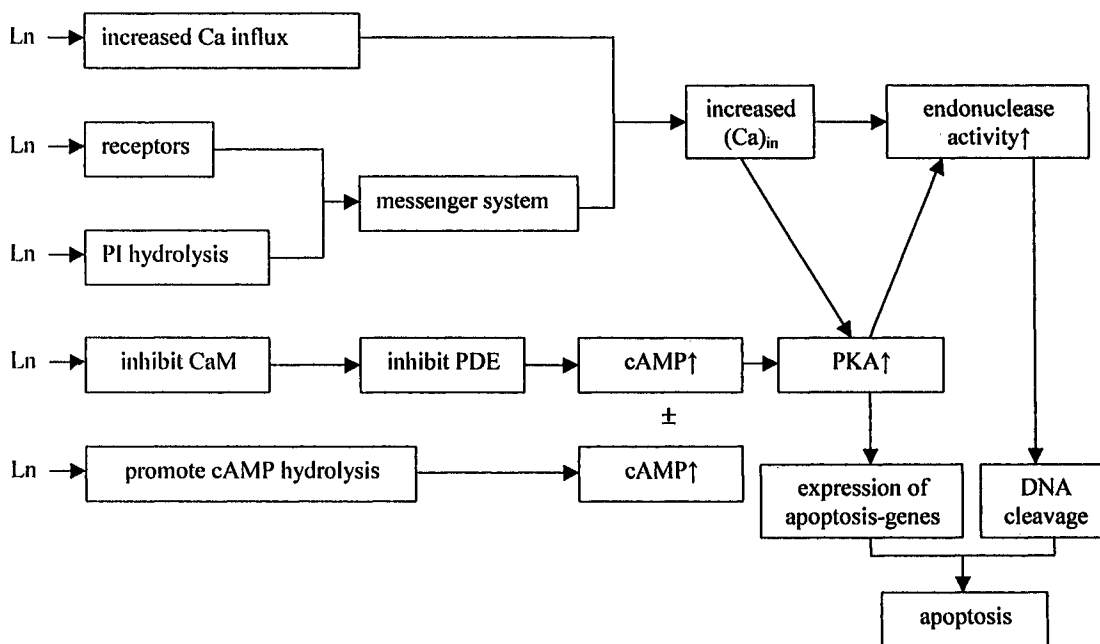 Ln
increased Ca influx
Ln
receptors
Ln
PI hydrolysis
messenger system
increased
(Ca)in
endonuclease
activity↑
Ln
inhibit CaM
inhibit PDE
cAMP↑
PKA↑
±
Ln
promote cAMP hydrolysis
cAMP↑
expression of
apoptosis-genes
DNA
cleavage
apoptosis